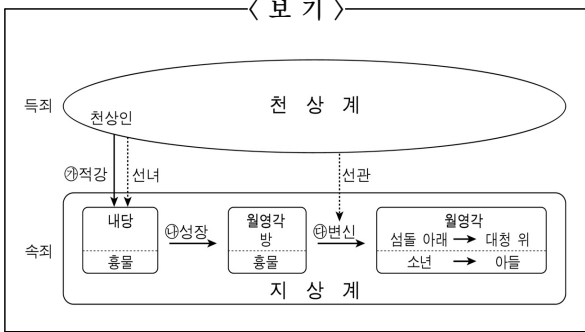 〈 보 기 〉
득죄
천 상 계
천상인
㉮적강
선녀
선관
속죄
내당
흉물
㉯성장
월영각
방
흉물
㉰변신
월영각
섬돌 아래 → 대청 위
소년 → 아들
지 상 계